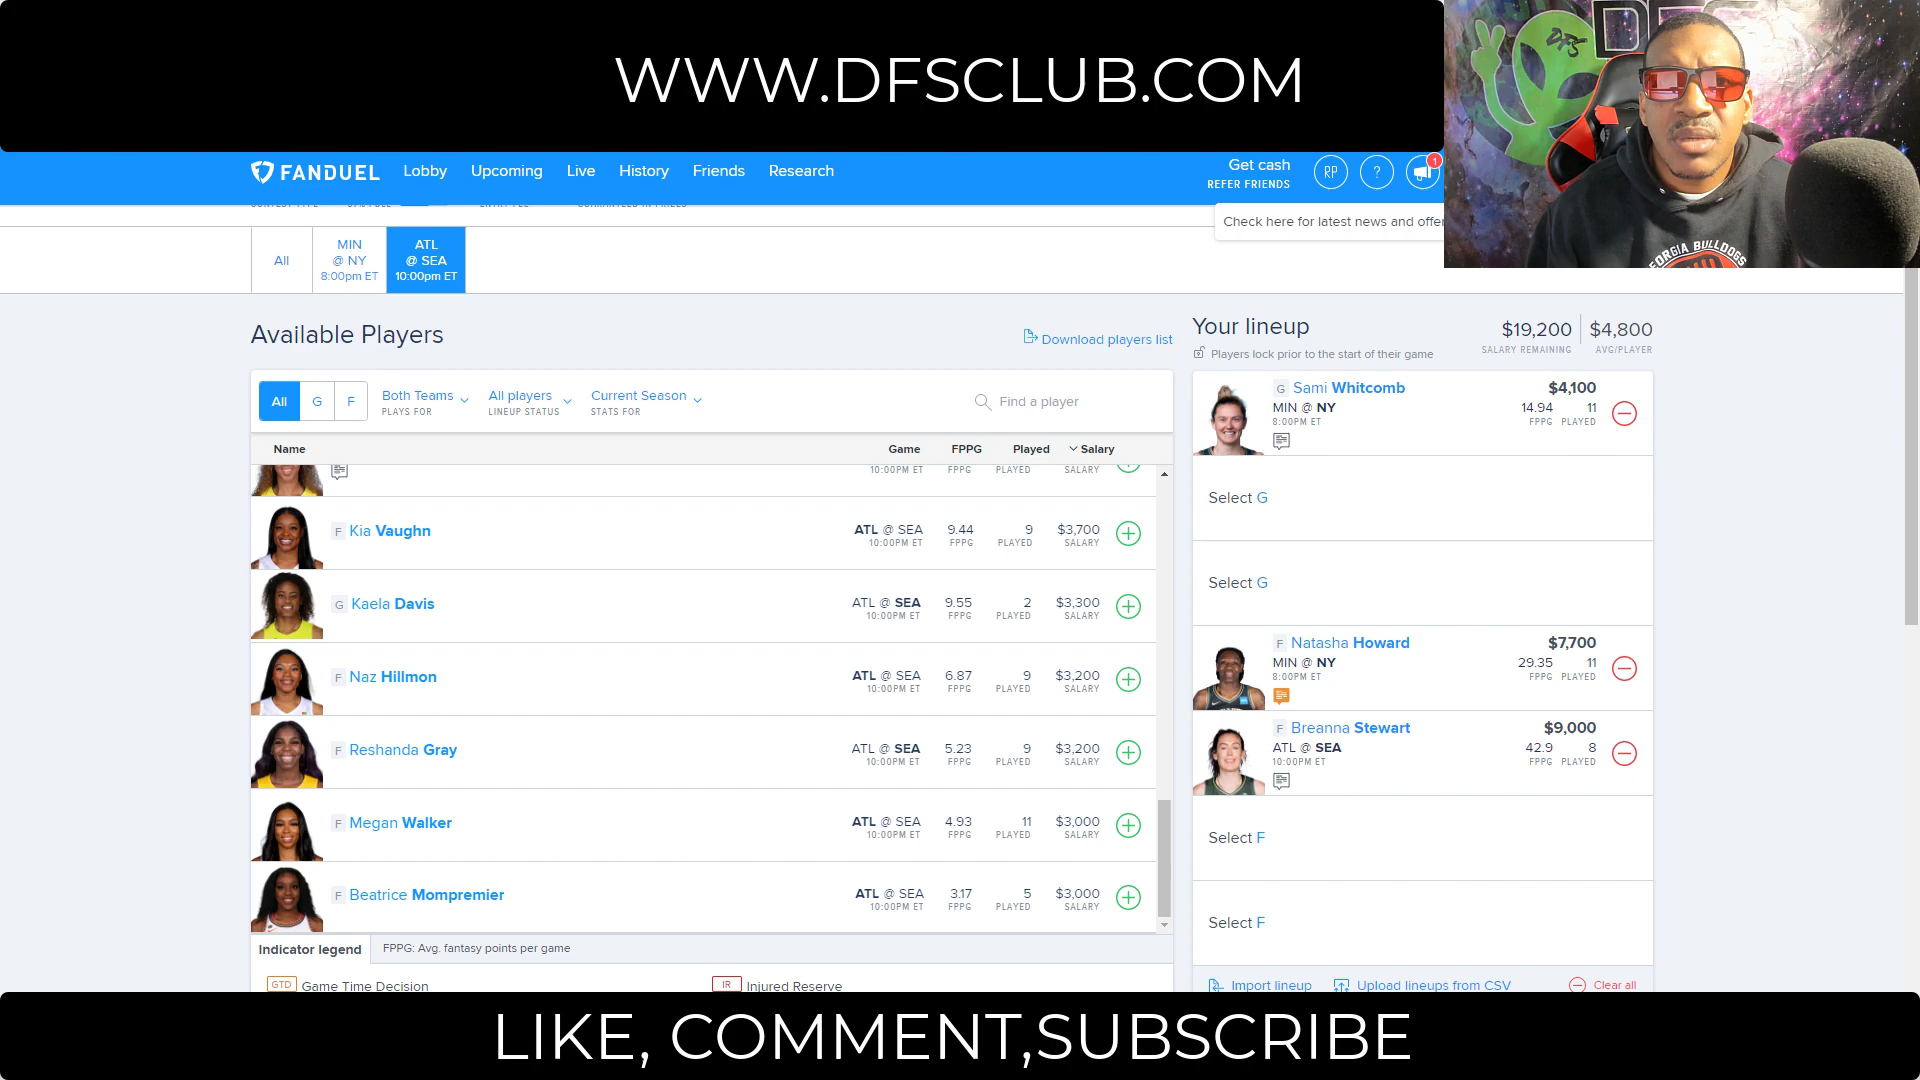 WWW.DFSCLUB.COM
DFS
FANDUEL
Lobby
Upcoming
Live
History
Friends
Research
Get cash
REFER FRIENDS
RP
?
1
Check here for latest news and offer
All
MIN
@ NY
8:00pm ET
ATL
@ SEA
10:00pm ET
Available Players
Download players list
All
G
F
Both Teams
PLAYS FOR
All players
LINEUP STATUS
Current Season
STATS FOR
Find a player
Name Game FPPG Played Salary
10:00PM ET FPPG PLAYED SALARY
F Kia Vaughn ATL @ SEA 9.44 9 $3,700
10:00PM ET FPPG PLAYED SALARY
G Kaela Davis ATL @ SEA 9.55 2 $3,300
10:00PM ET FPPG PLAYED SALARY
F Naz Hillmon ATL @ SEA 6.87 9 $3,200
10:00PM ET FPPG PLAYED SALARY
F Reshanda Gray ATL @ SEA 5.23 9 $3,200
10:00PM ET FPPG PLAYED SALARY
F Megan Walker ATL @ SEA 4.93 11 $3,000
10:00PM ET FPPG PLAYED SALARY
F Beatrice Mompremier ATL @ SEA 3.17 5 $3,000
10:00PM ET FPPG PLAYED SALARY
Indicator legend
FPPG: Avg. fantasy points per game
GTD Game Time Decision
IR Injured Reserve
Your lineup
Players lock prior to the start of their game
$19,200
SALARY REMAINING
$4,800
AVG/PLAYER
G Sami Whitcomb $4,100
MIN @ NY 14.94 11
8:00PM ET FPPG PLAYED
Select G
Select G
F Natasha Howard $7,700
MIN @ NY 29.35 11
8:00PM ET FPPG PLAYED
F Breanna Stewart $9,000
ATL @ SEA 42.9 8
10:00PM ET FPPG PLAYED
Select F
Select F
Import lineup
Upload lineups from CSV
Clear all
EORGIA BULLDOGS
LIKE, COMMENT,SUBSCRIBE